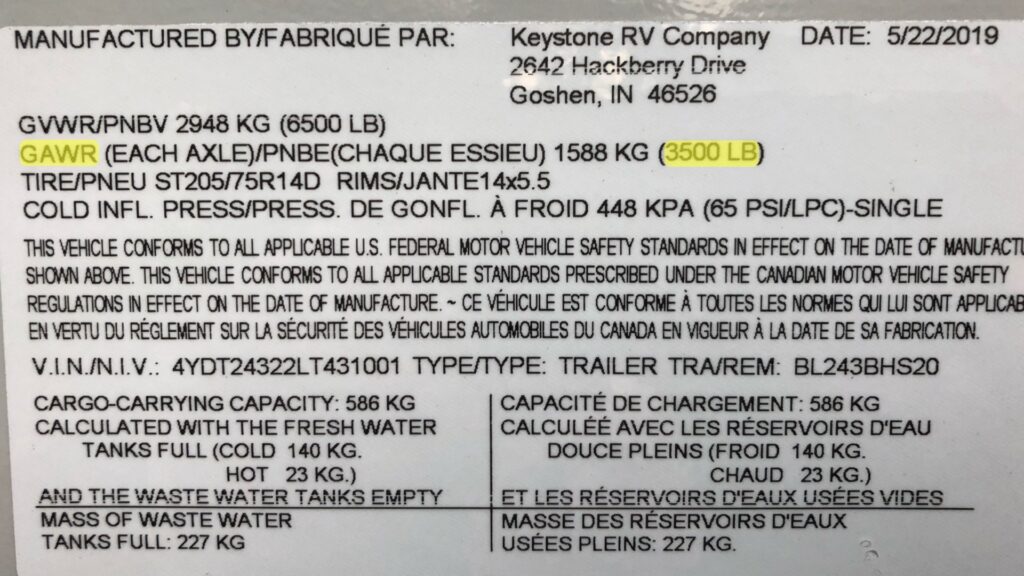 MANUFACTURED BY/FABRIQUÉ PAR: Keystone RV Company DATE: 5/22/2019
2642 Hackberry Drive
Goshen, IN 46526
GVWR/PNBV 2948 KG (6500 LB)
GAWR (EACH AXLE)/PNBE(CHAQUE ESSIEU) 1588 KG (3500 LB)
TIRE/PNEU ST205/75R14D RIMS/JANTE14x5.5
COLD INFL. PRESS/PRESS. DE GONFL. À FROID 448 KPA (65 PSI/LPC)-SINGLE
THIS VEHICLE CONFORMS TO ALL APPLICABLE U.S. FEDERAL MOTOR VEHICLE SAFETY STANDARDS IN EFFECT ON THE DATE OF MANUFACTU
SHOWN ABOVE. THIS VEHICLE CONFORMS TO ALL APPLICABLE STANDARDS PRESCRIBED UNDER THE CANADIAN MOTOR VEHICLE SAFETY
REGULATIONS IN EFFECT ON THE DATE OF MANUFACTURE. ~ CE VÉHICULE EST CONFORME À TOUTES LES NORMES QUI LUI SONT APPLICAB
EN VERTU DU RÉGLEMENT SUR LA SÉCURITÉ DES VÉHICULES AUTOMOBILES DU CANADA EN VIGUEUR À LA DATE DE SA FABRICATION.
V.I.N./N.I.V.: 4YDT24322LT431001 TYPE/TYPE: TRAILER TRA/REM: BL243BHS20
CARGO-CARRYING CAPACITY: 586 KG
CALCULATED WITH THE FRESH WATER
TANKS FULL (COLD 140 KG.
HOT 23 KG.)
AND THE WASTE WATER TANKS EMPTY
MASS OF WASTE WATER
TANKS FULL: 227 KG
CAPACITÉ DE CHARGEMENT: 586 KG
CALCULÉÉ AVEC LES RÉSERVOIRS D'EAU
DOUCE PLEINS (FROID 140 KG.
CHAUD 23 KG.)
ET LES RÉSERVOIRS D'EAUX USÉES VIDES
MASSE DES RÉSERVOIRS D'EAUX
USÉES PLEINS: 227 KG.